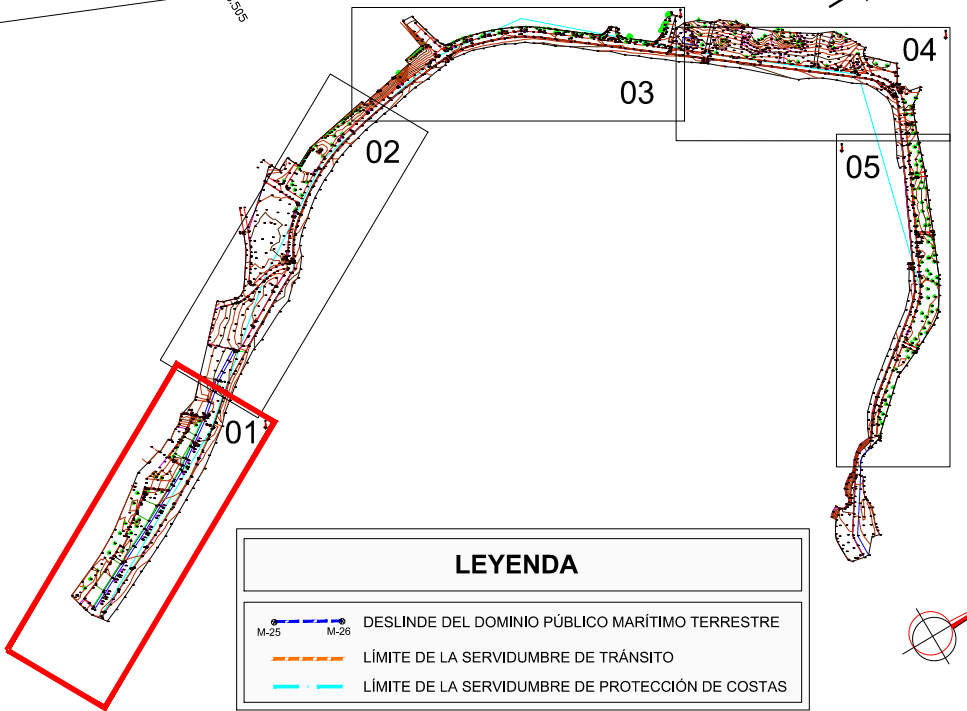 04
03
02
05
01
LEYENDA
M-25 M-26 DESLINDE DEL DOMINIO PÚBLICO MARÍTIMO TERRESTRE
LÍMITE DE LA SERVIDUMBRE DE TRÁNSITO
LÍMITE DE LA SERVIDUMBRE DE PROTECCIÓN DE COSTAS